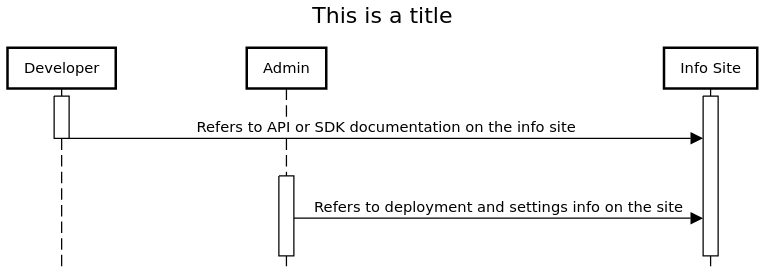 This is a title
Developer
Admin
Info Site
Refers to API or SDK documentation on the info site
Refers to deployment and settings info on the site